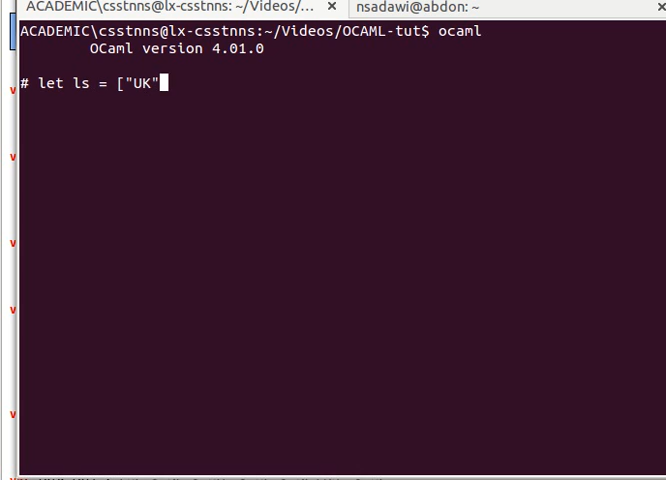 ACADEMIC\csstnns@lx-csstnns: ~/Videos/... × nsadawi@abdon: ~ ×
ACADEMIC\csstnns@lx-csstnns:~/Videos/OCAML-tut$ ocaml
OCaml version 4.01.0
# let ls = ["UK"
v
v
v
v
v